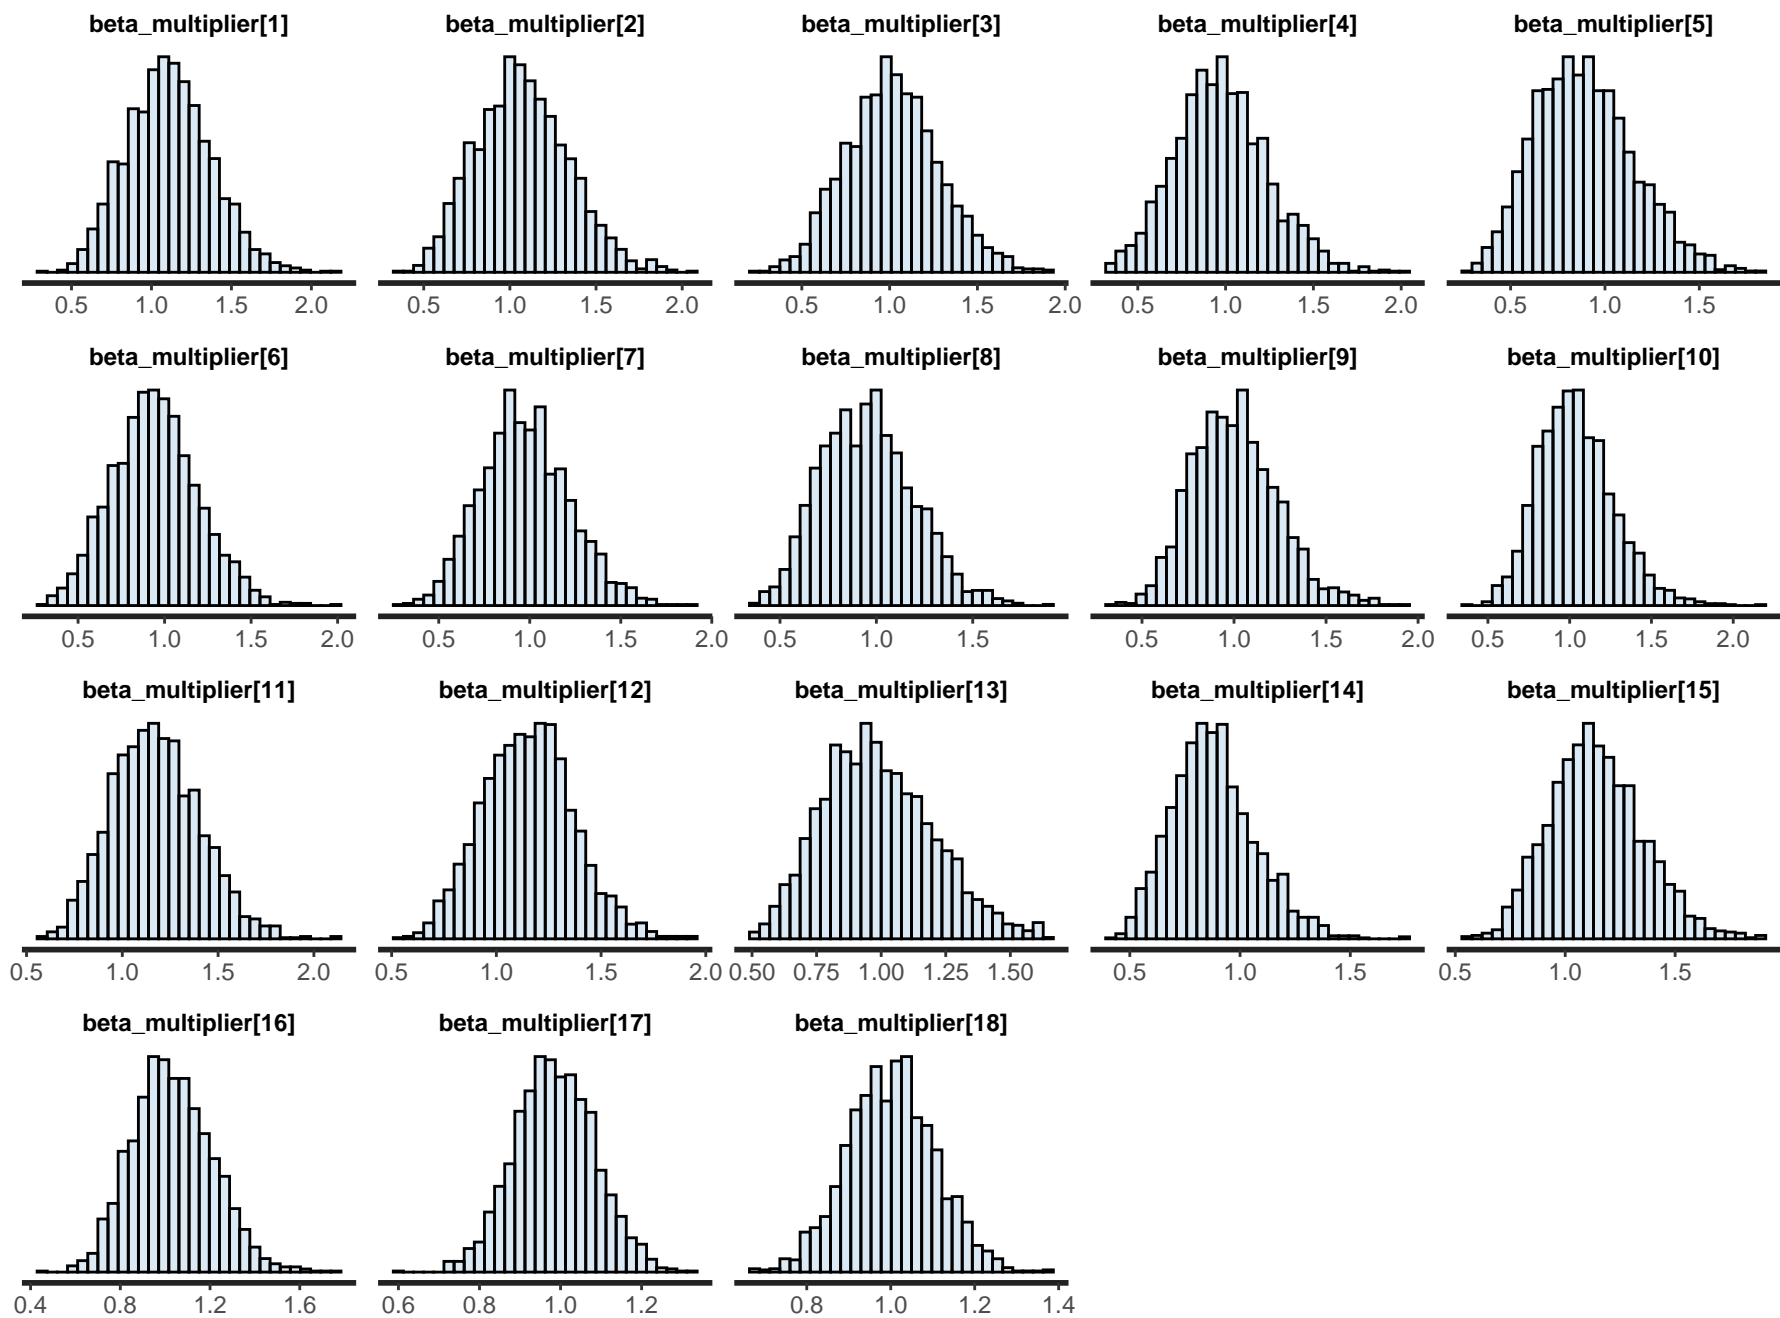 beta_multiplier[1] beta_multiplier[2] beta_multiplier[3] beta_multiplier[4] beta_multiplier[5]
0.5 1.0 1.5 2.0 0.5 1.0 1.5 2.0 0.5 1.0 1.5 2.0 0.5 1.0 1.5 2.0 0.5 1.0 1.5
beta_multiplier[6] beta_multiplier[7] beta_multiplier[8] beta_multiplier[9] beta_multiplier[10]
0.5 1.0 1.5 2.0 0.5 1.0 1.5 2.0 0.5 1.0 1.5 0.5 1.0 1.5 2.0 0.5 1.0 1.5 2.0
beta_multiplier[11] beta_multiplier[12] beta_multiplier[13] beta_multiplier[14] beta_multiplier[15]
0.5 1.0 1.5 2.0 0.5 1.0 1.5 2.0 0.50 0.75 1.00 1.25 1.50 0.5 1.0 1.5 0.5 1.0 1.5
beta_multiplier[16] beta_multiplier[17] beta_multiplier[18]
0.4 0.8 1.2 1.6 0.6 0.8 1.0 1.2 0.8 1.0 1.2 1.4